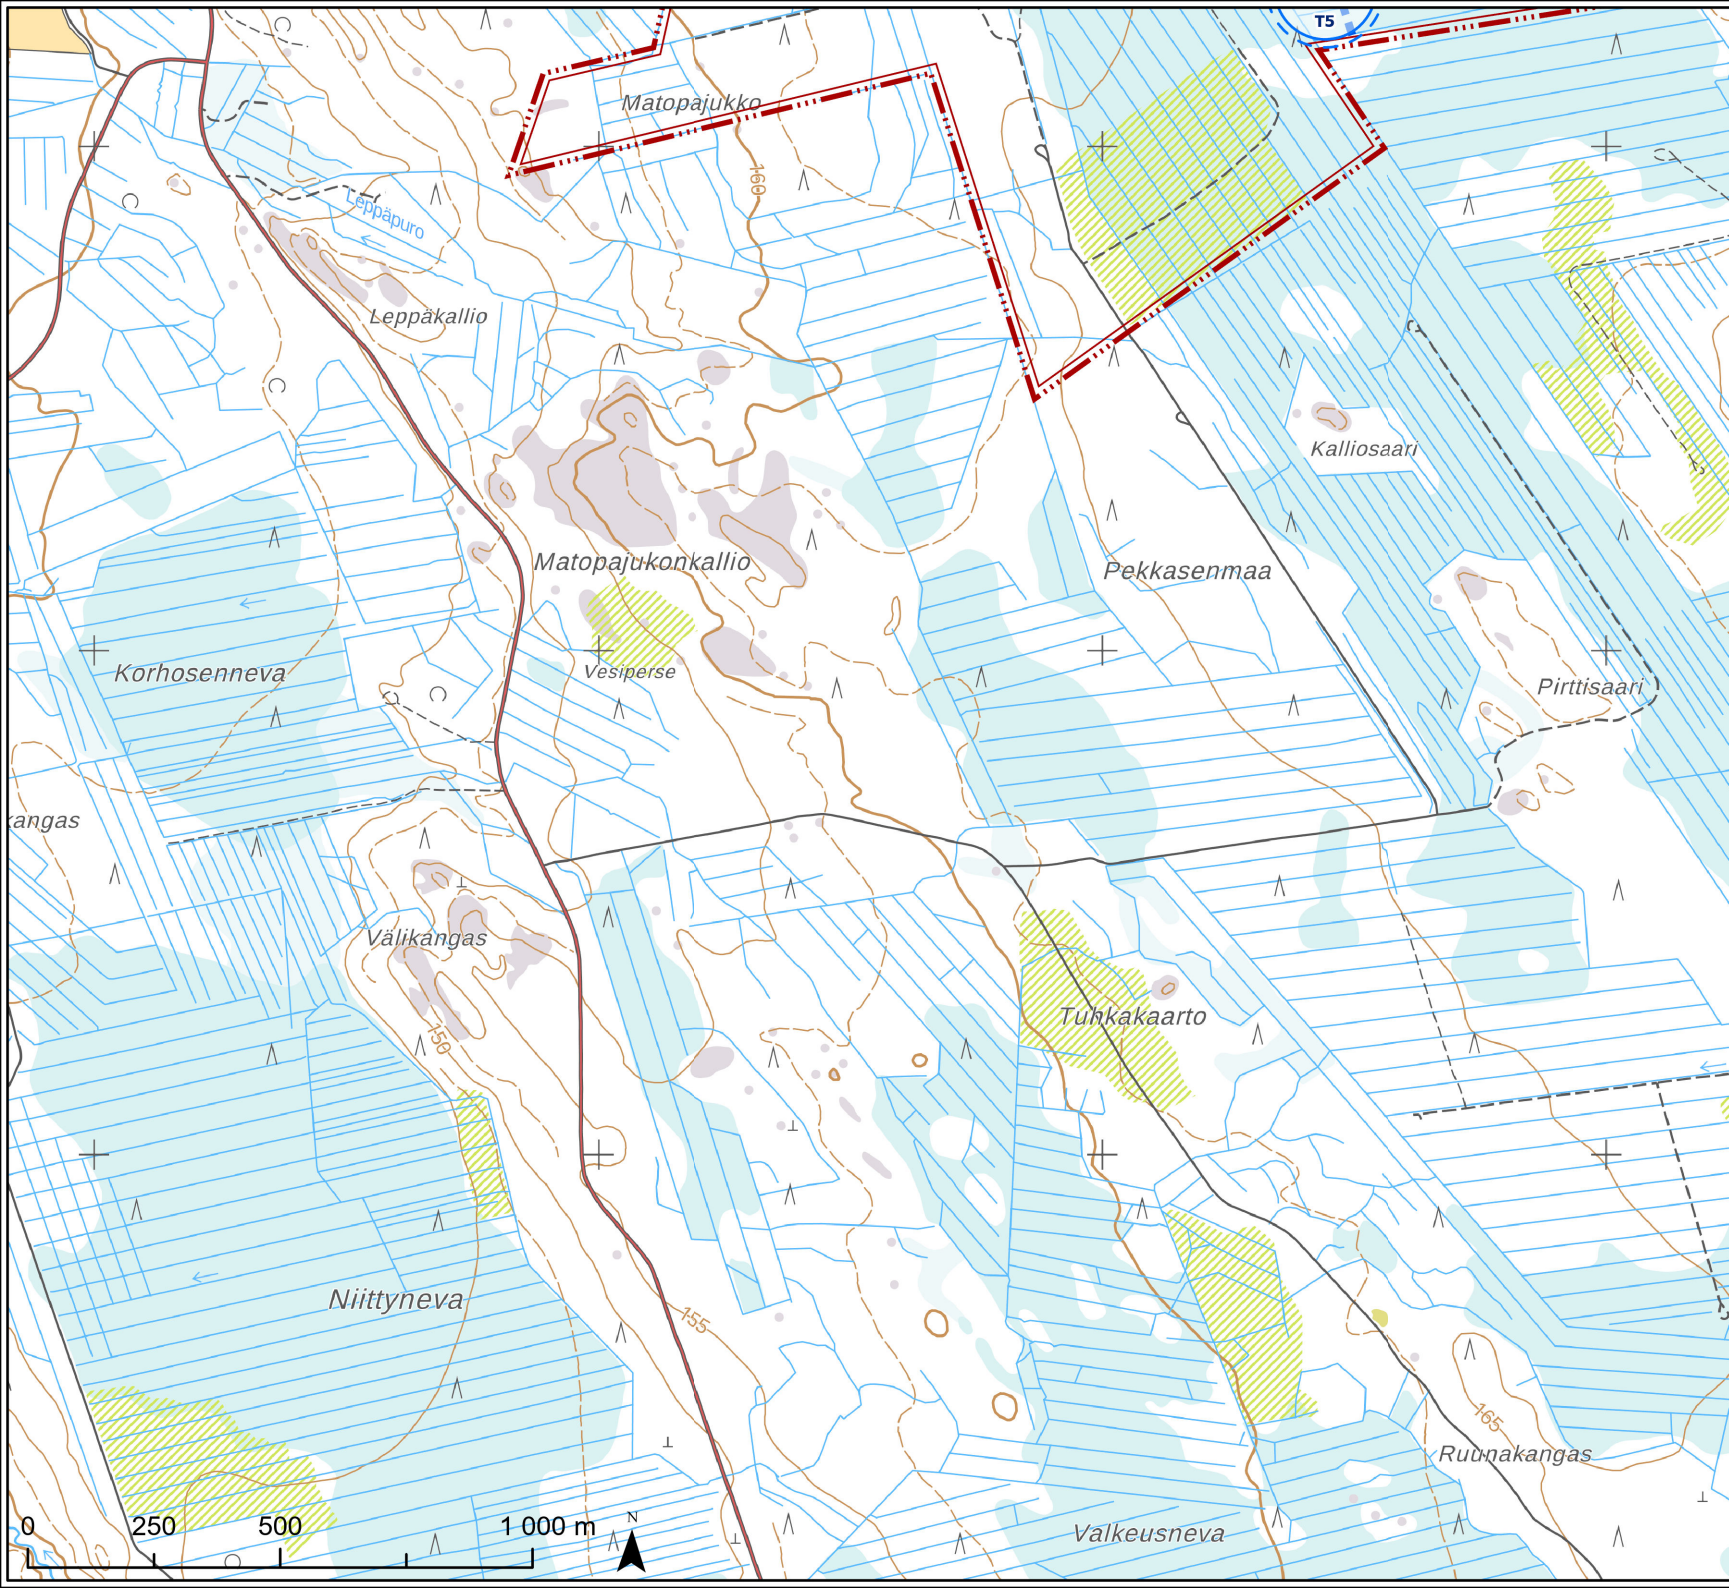 T5
Matopajukko
160
Leppäpuro
Leppäkallio
Kalliosaari
Matopajukonkallio
Pekkasenmaa
Korhosenneva
Vesiperse
Pirttisaari
kangas
Välikangas
Tuhkakaarto
150
Niittyneva
155
165
Ruunakangas
Valkeusneva
0 250 500 1 000 m
N